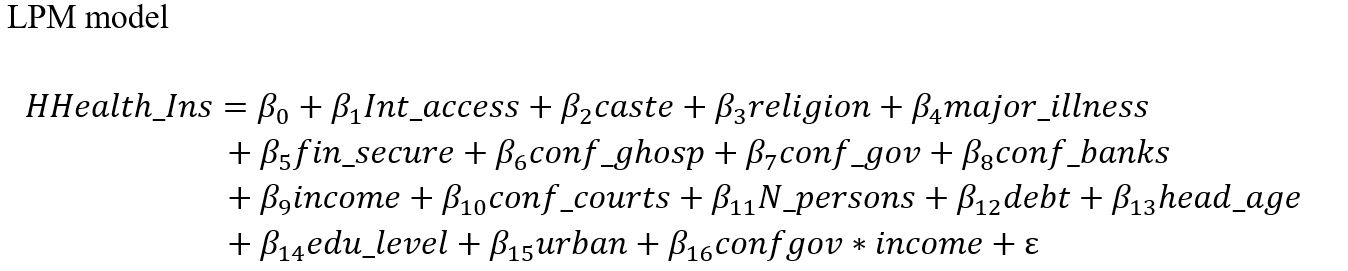 LPM model
HHealth_Ins = β₀ + β₁Int_access + β₂caste + β₃religion + β₄major_illness
+ β₅fin_secure + β₆conf_ghosp + β₇conf_gov + β₈conf_banks
+ β₉income + β₁₀conf_courts + β₁₁N_persons + β₁₂debt + β₁₃head_age
+ β₁₄edu_level + β₁₅urban + β₁₆confgov ∗ income + ε